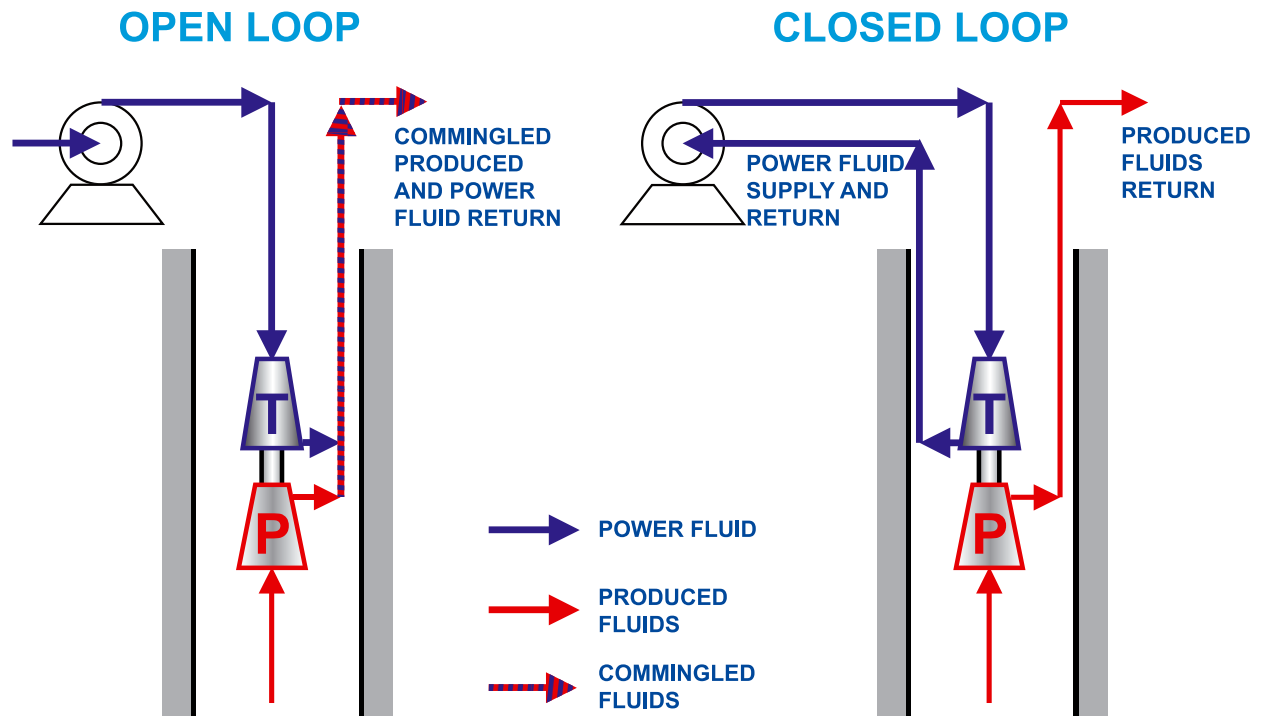 OPEN LOOP
CLOSED LOOP
COMMINGLED
PRODUCED
AND POWER
FLUID RETURN
POWER FLUID
SUPPLY AND
RETURN
PRODUCED
FLUIDS
RETURN
T
P
T
P
POWER FLUID
PRODUCED
FLUIDS
COMMINGLED
FLUIDS